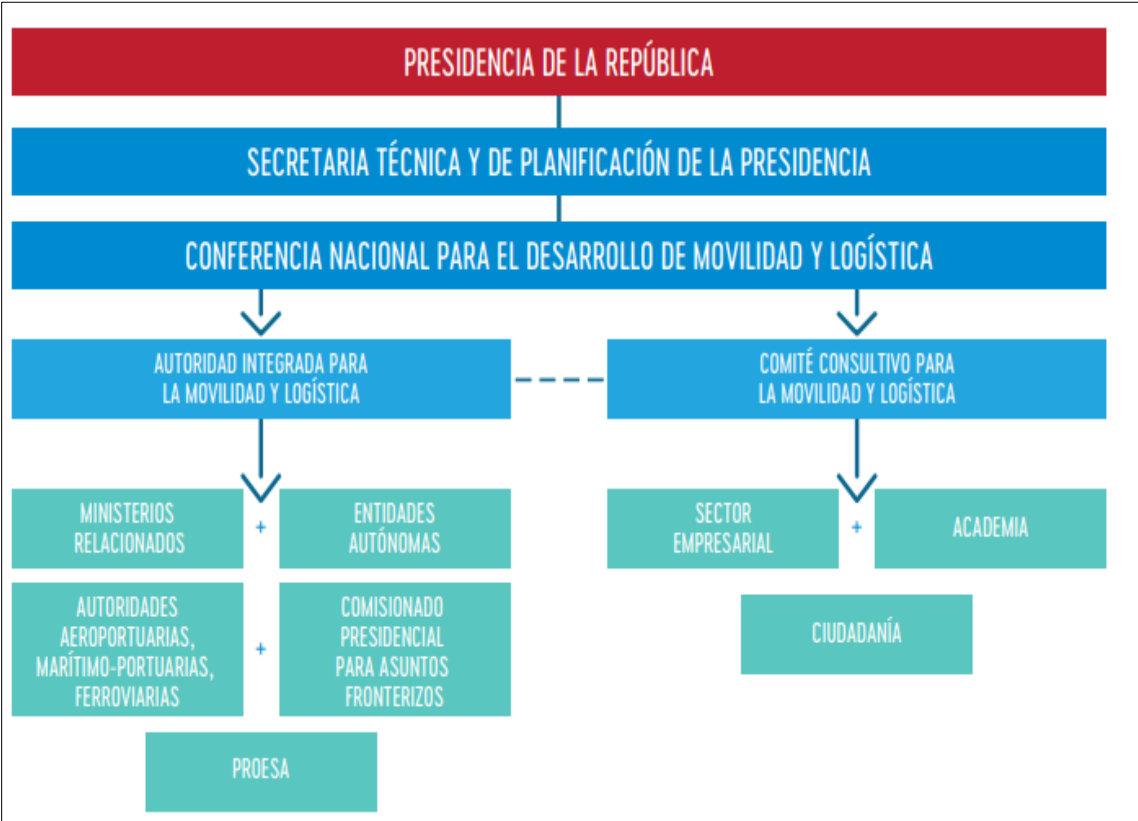 PRESIDENCIA DE LA REPÚBLICA
SECRETARIA TÉCNICA Y DE PLANIFICACIÓN DE LA PRESIDENCIA
CONFERENCIA NACIONAL PARA EL DESARROLLO DE MOVILIDAD Y LOGÍSTICA
AUTORIDAD INTEGRADA PARA
LA MOVILIDAD Y LOGÍSTICA
COMITÉ CONSULTIVO PARA
LA MOVILIDAD Y LOGÍSTICA
MINISTERIOS
RELACIONADOS
+
ENTIDADES
AUTÓNOMAS
SECTOR
EMPRESARIAL
+
ACADEMIA
AUTORIDADES
AEROPORTUARIAS,
MARÍTIMO-PORTUARIAS,
FERROVIARIAS
+
COMISIONADO
PRESIDENCIAL
PARA ASUNTOS
FRONTERIZOS
CIUDADANÍA
PROESA